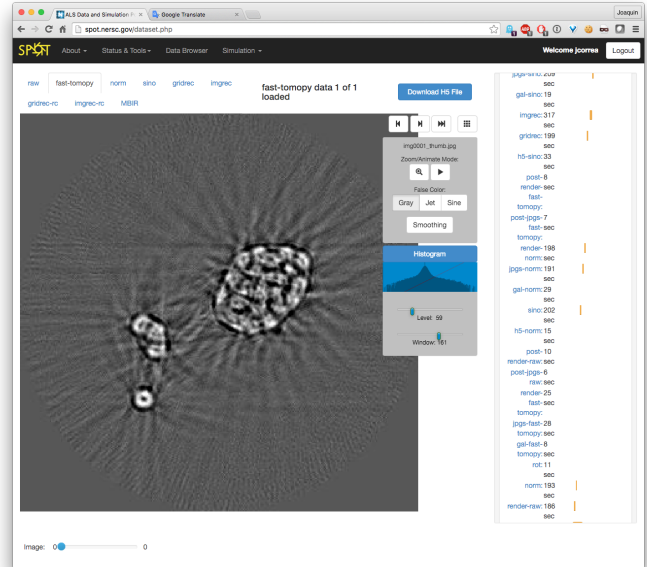 Joaquin
ALS Data and Simulation P
Google Translate
spot.nersc.gov/dataset.php
SPOT
About
Status & Tools
Data Browser
Simulation
Welcome jcorrea
Logout
raw
fast-tomopy
norm
sino
gridrec
imgrec
gridrec-rc
imgrec-rc
MBIR
fast-tomopy data 1 of 1
loaded
Download H5 File
img0001_thumb.jpg
Zoom/Animate Mode:
False Color:
Gray
Jet
Sine
Smoothing
Histogram
Level: 59
Window: 161
Image: 0
0
jpgs-sino: 209
sec
gal-sino: 19
sec
imgrec: 317
sec
gridrec: 199
sec
h5-sino: 33
sec
post- 8
render- sec
fast-
tomopy:
post-jpgs- 7
fast- sec
tomopy:
render- 198
norm: sec
jpgs-norm: 191
sec
gal-norm: 29
sec
sino: 202
sec
h5-norm: 15
sec
post- 10
render-raw: sec
post-jpgs- 6
raw: sec
render- 25
fast- sec
tomopy:
jpgs-fast- 28
tomopy: sec
gal-fast- 8
tomopy: sec
rot: 11
sec
norm: 193
sec
render-raw: 186
sec